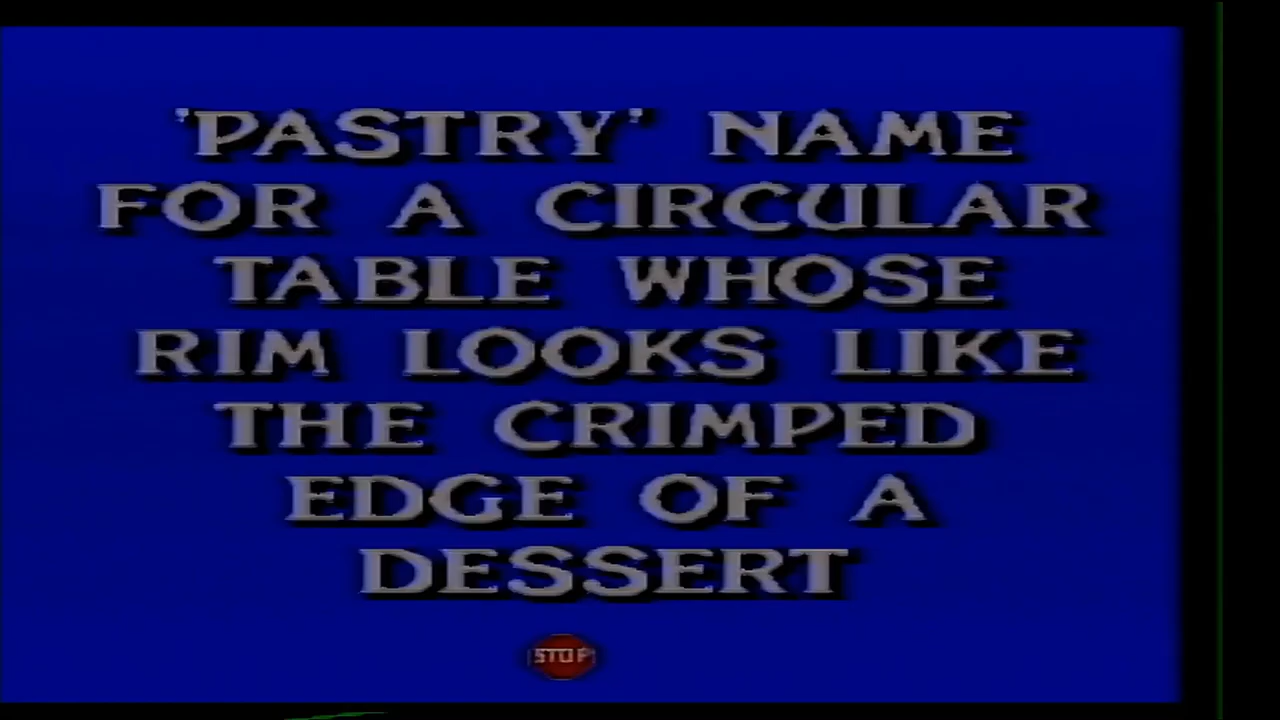 'PASTRY' NAME
FOR A CIRCULAR
TABLE WHOSE
RIM LOOKS LIKE
THE CRIMPED
EDGE OF A
DESSERT
STOP